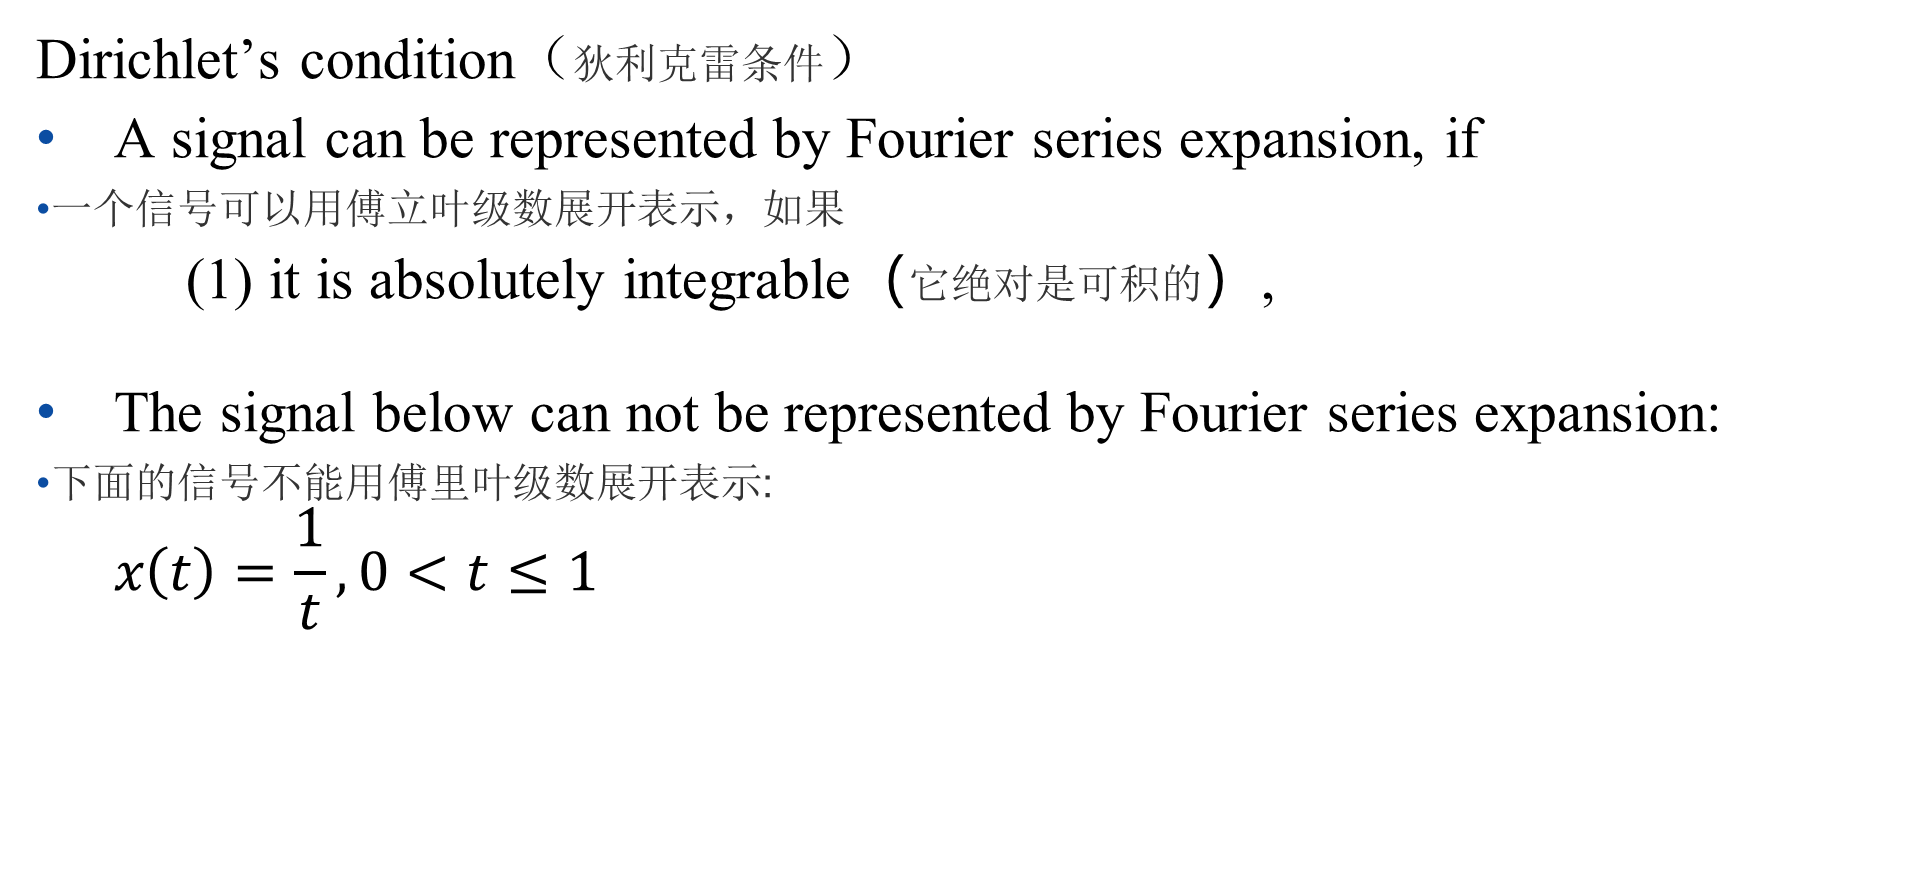 Dirichlet’s condition（狄利克雷条件）
• A signal can be represented by Fourier series expansion, if
•一个信号可以用傅立叶级数展开表示，如果
(1) it is absolutely integrable（它绝对是可积的）,
• The signal below can not be represented by Fourier series expansion:
•下面的信号不能用傅里叶级数展开表示:
x(t) = 1/t, 0 < t ≤ 1